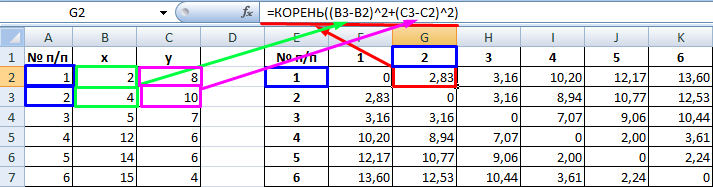 G2 fx =КОРЕНЬ((B3-B2)^2+(C3-C2)^2)
A B C D E F G H I J K
1 № п/п x y № п/п 1 2 3 4 5 6
2 1 2 8 1 0 2,83 3,16 10,20 12,17 13,60
3 2 4 10 2 2,83 0 3,16 8,94 10,77 12,53
4 3 5 7 3 3,16 3,16 0 7,07 9,06 10,44
5 4 12 6 4 10,20 8,94 7,07 0 2,00 3,61
6 5 14 6 5 12,17 10,77 9,06 2,00 0 2,24
7 6 15 4 6 13,60 12,53 10,44 3,61 2,24 0